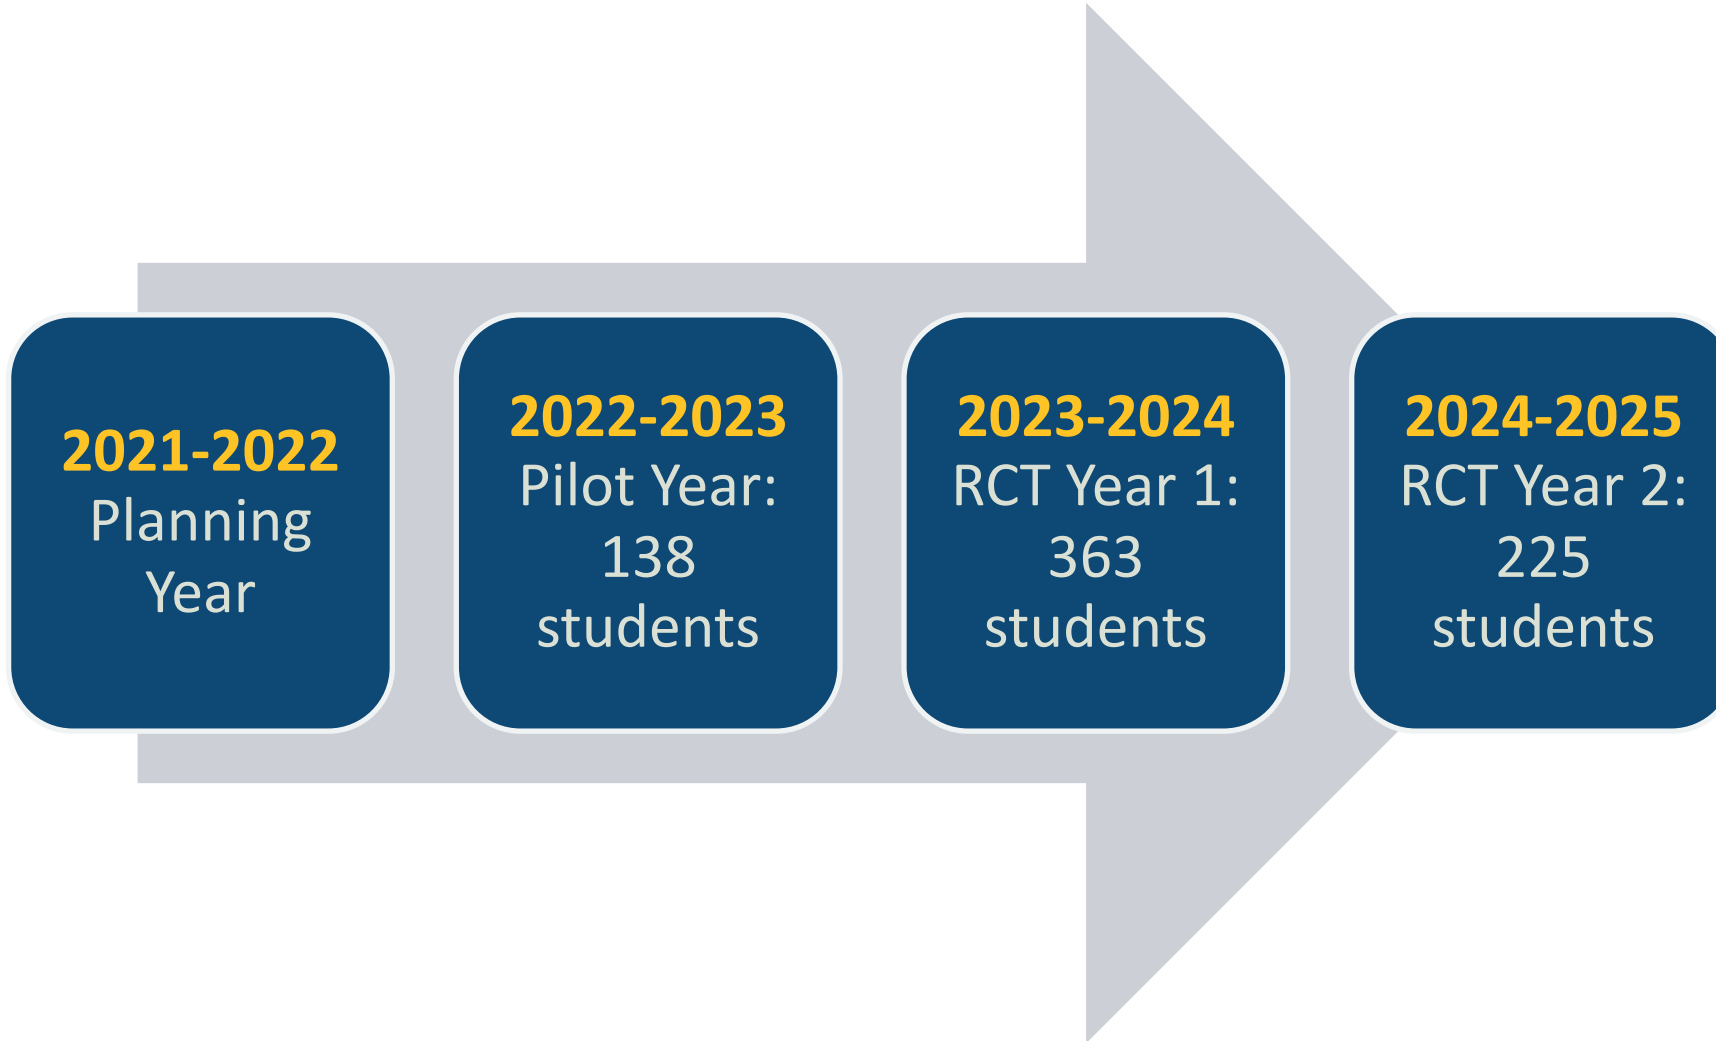 2021-2022
Planning
Year
2022-2023
Pilot Year:
138
students
2023-2024
RCT Year 1:
363
students
2024-2025
RCT Year 2:
225
students